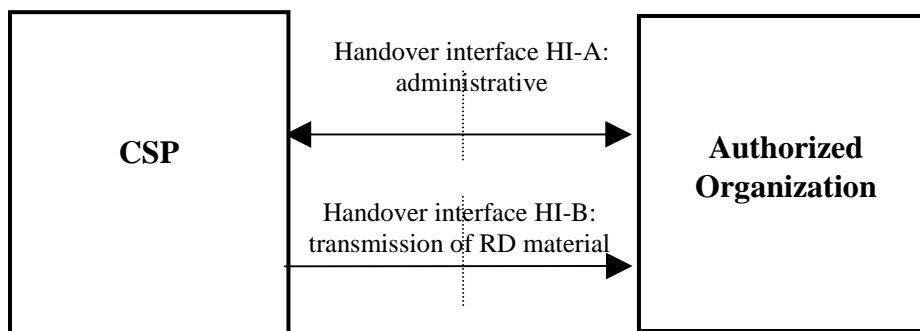 Handover interface HI-A:
administrative
CSP
Authorized
Organization
Handover interface HI-B:
transmission of RD material